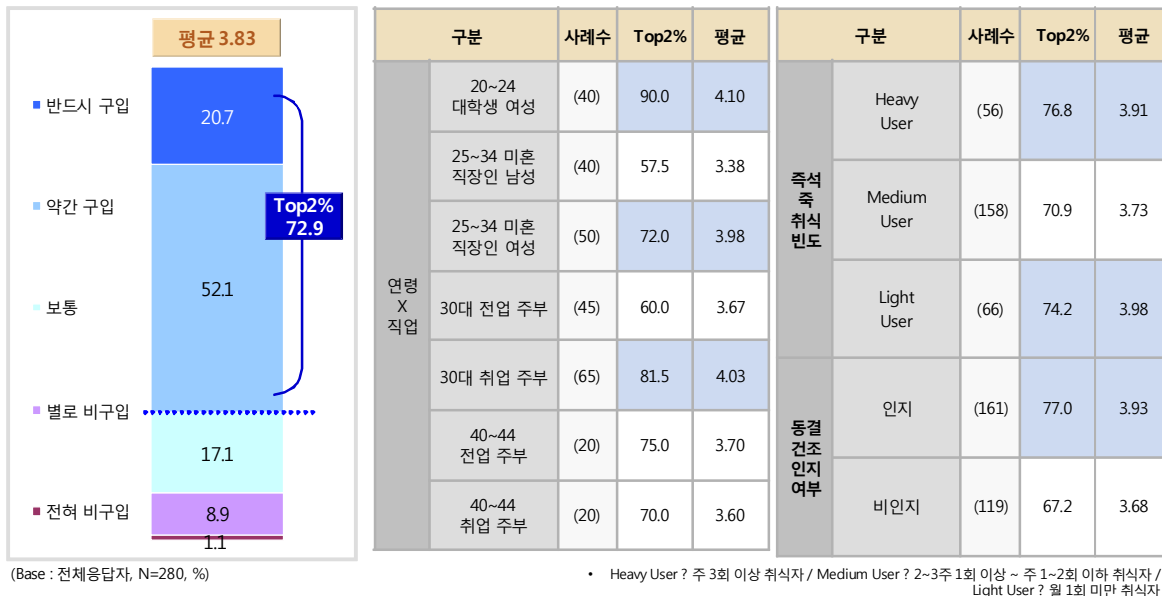 평균 3.83
반드시 구입
약간 구입
보통
별로 비구입
전혀 비구입
20.7
52.1
17.1
8.9
1.1
Top2%
72.9
(Base : 전체응답자, N=280, %)
구분 사례수 Top2% 평균
연령
X
직업
20~24
대학생 여성
(40) 90.0 4.10
25~34 미혼
직장인 남성
(40) 57.5 3.38
25~34 미혼
직장인 여성
(50) 72.0 3.98
30대 전업 주부 (45) 60.0 3.67
30대 취업 주부 (65) 81.5 4.03
40~44
전업 주부
(20) 75.0 3.70
40~44
취업 주부
(20) 70.0 3.60
구분 사례수 Top2% 평균
즉석
죽
취식
빈도
Heavy
User
(56) 76.8 3.91
Medium
User
(158) 70.9 3.73
Light
User
(66) 74.2 3.98
동결
건조
인지
여부
인지 (161) 77.0 3.93
비인지 (119) 67.2 3.68
• Heavy User ? 주 3회 이상 취식자 / Medium User ? 2~3주 1회 이상 ~ 주 1~2회 이하 취식자 /
Light User ? 월 1회 미만 취식자